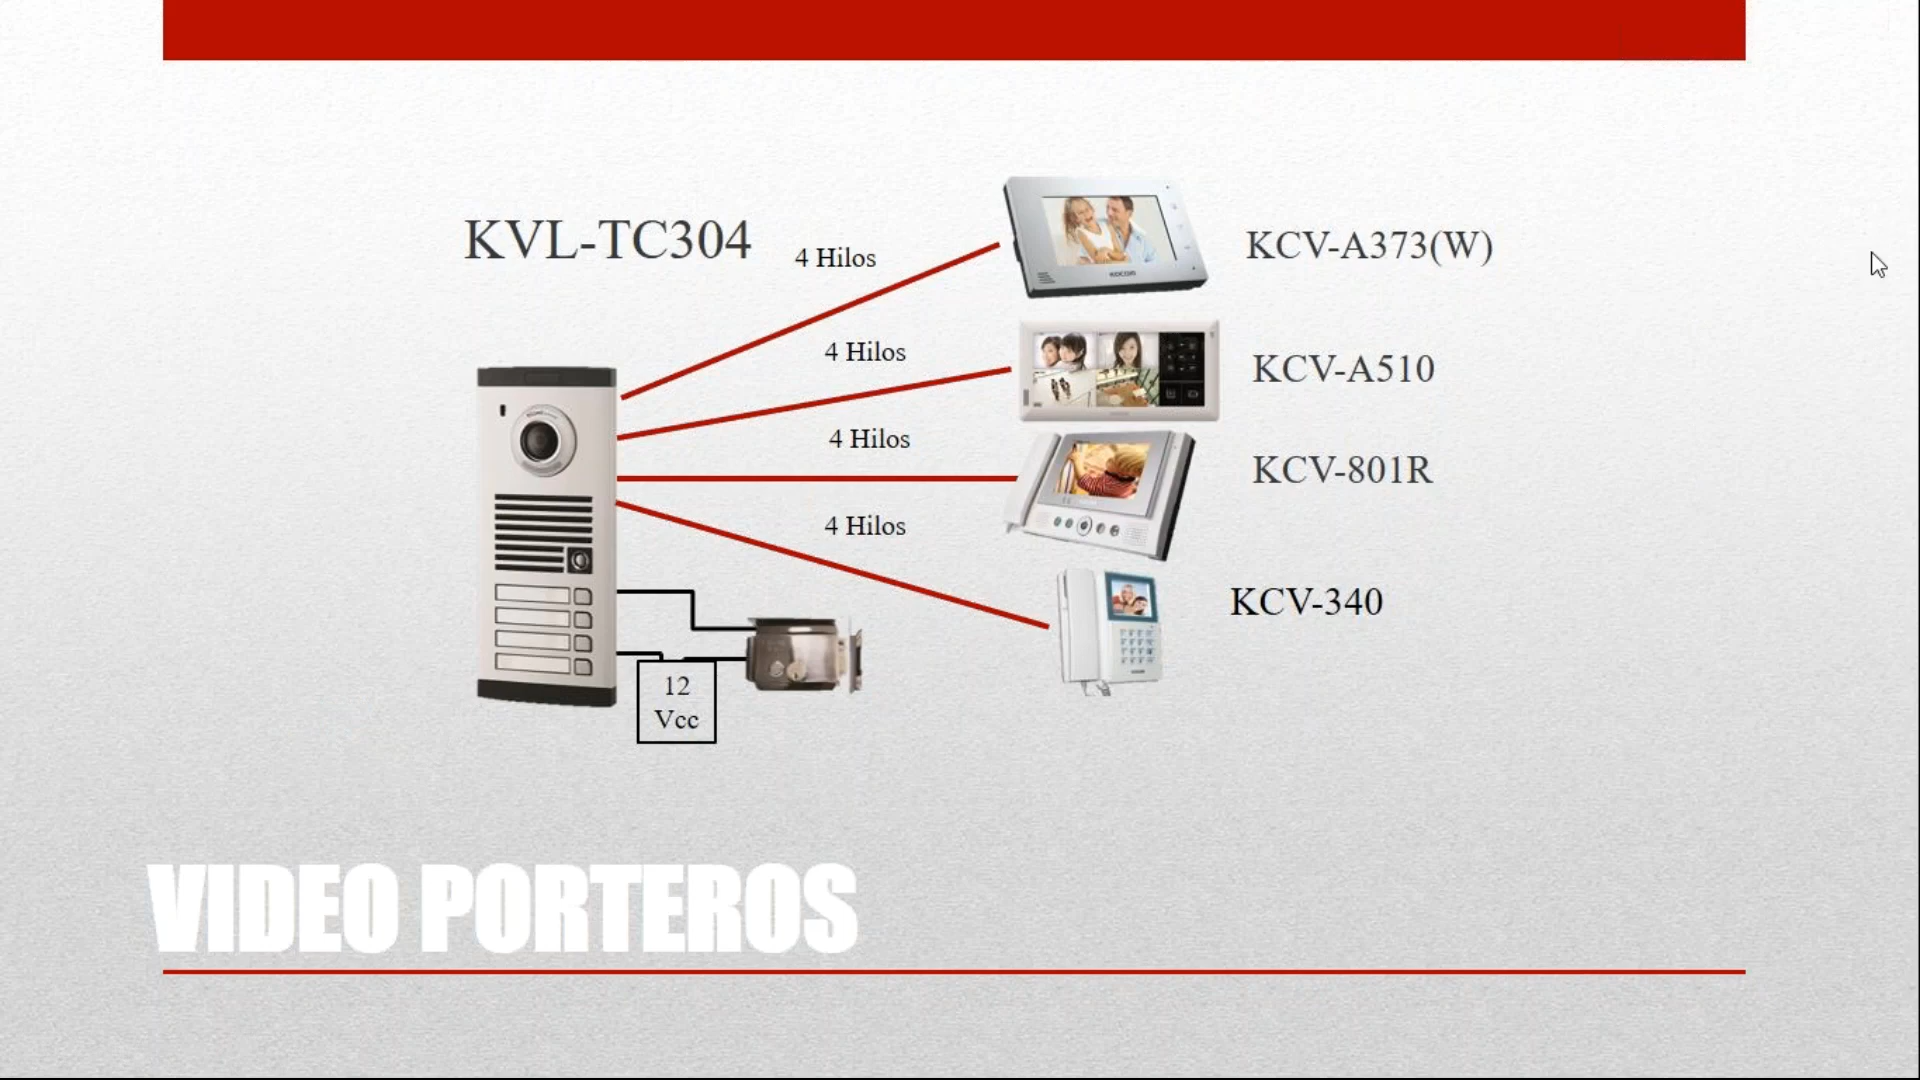 KVL-TC304
4 Hilos
KCV-A373(W)
KOCOM
4 Hilos
KCV-A510
4 Hilos
KCV-801R
4 Hilos
KCV-340
12
Vcc
VIDEO PORTEROS